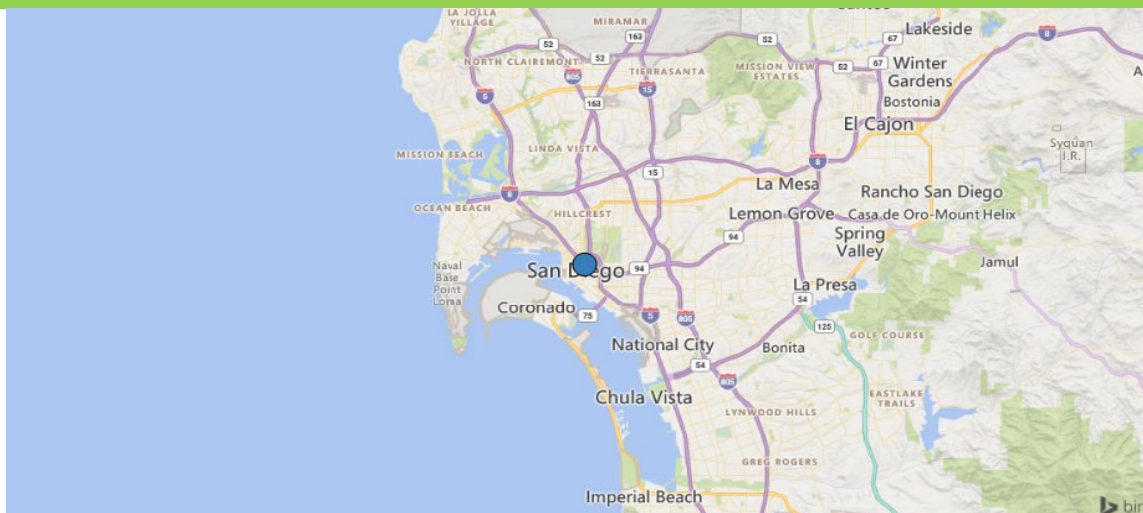 LA JOLLA
VILLAGE
MIRAMAR
163
Lakeside
8
52
67
52
NORTH CLAIREMONT
52
TIERRASANTA
MISSION VIEW
ESTATES
52
67
Winter
Gardens
805
15
5
163
Bostonia
El Cajon
MISSION BEACH
LINDA VISTA
8
Syqûan
I.R.
15
La Mesa
8
Rancho San Diego
OCEAN BEACH
HILLCREST
Lemon Grove
Casa de Oro-Mount Helix
94
Spring
Valley
Naval
Base
Point
Loma
San Diego
94
Jamul
La Presa
Coronado
75
5
805
54
125
GOLF COURSE
National City
Bonita
54
805
Chula Vista
EASTLAKE
TRAILS
LYNWOOD HILLS
GREG ROGERS
Imperial Beach